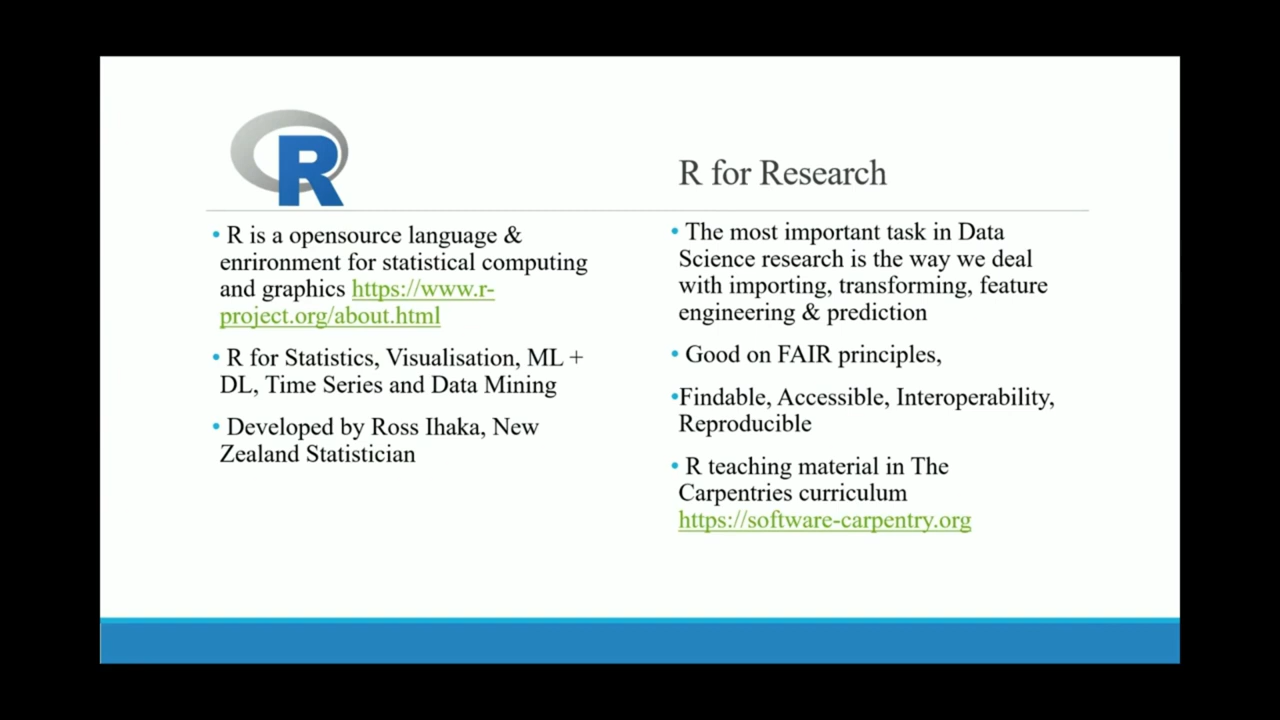 R
• R is a opensource language &
enrironment for statistical computing
and graphics https://www.r-
project.org/about.html
• R for Statistics, Visualisation, ML +
DL, Time Series and Data Mining
• Developed by Ross Ihaka, New
Zealand Statistician
R for Research
• The most important task in Data
Science research is the way we deal
with importing, transforming, feature
engineering & prediction
• Good on FAIR principles,
•Findable, Accessible, Interoperability,
Reproducible
• R teaching material in The
Carpentries curriculum
https://software-carpentry.org